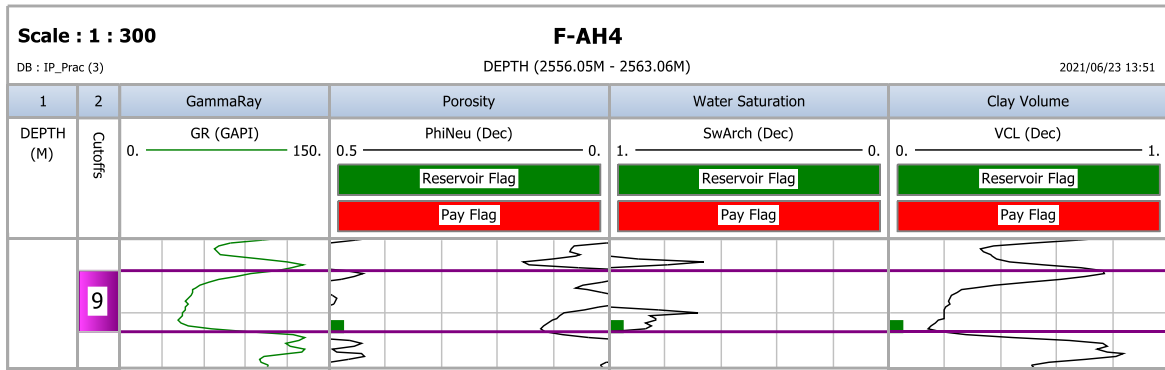 Scale : 1 : 300
F-AH4
DB : IP_Prac (3)
DEPTH (2556.05M - 2563.06M)
2021/06/23 13:51
1
2
GammaRay
Porosity
Water Saturation
Clay Volume
DEPTH
(M)
Cutoffs
GR (GAPI)
0. 150.
PhiNeu (Dec)
0.5 0.
Reservoir Flag
Pay Flag
SwArch (Dec)
1. 0.
Reservoir Flag
Pay Flag
VCL (Dec)
0. 1.
Reservoir Flag
Pay Flag
9